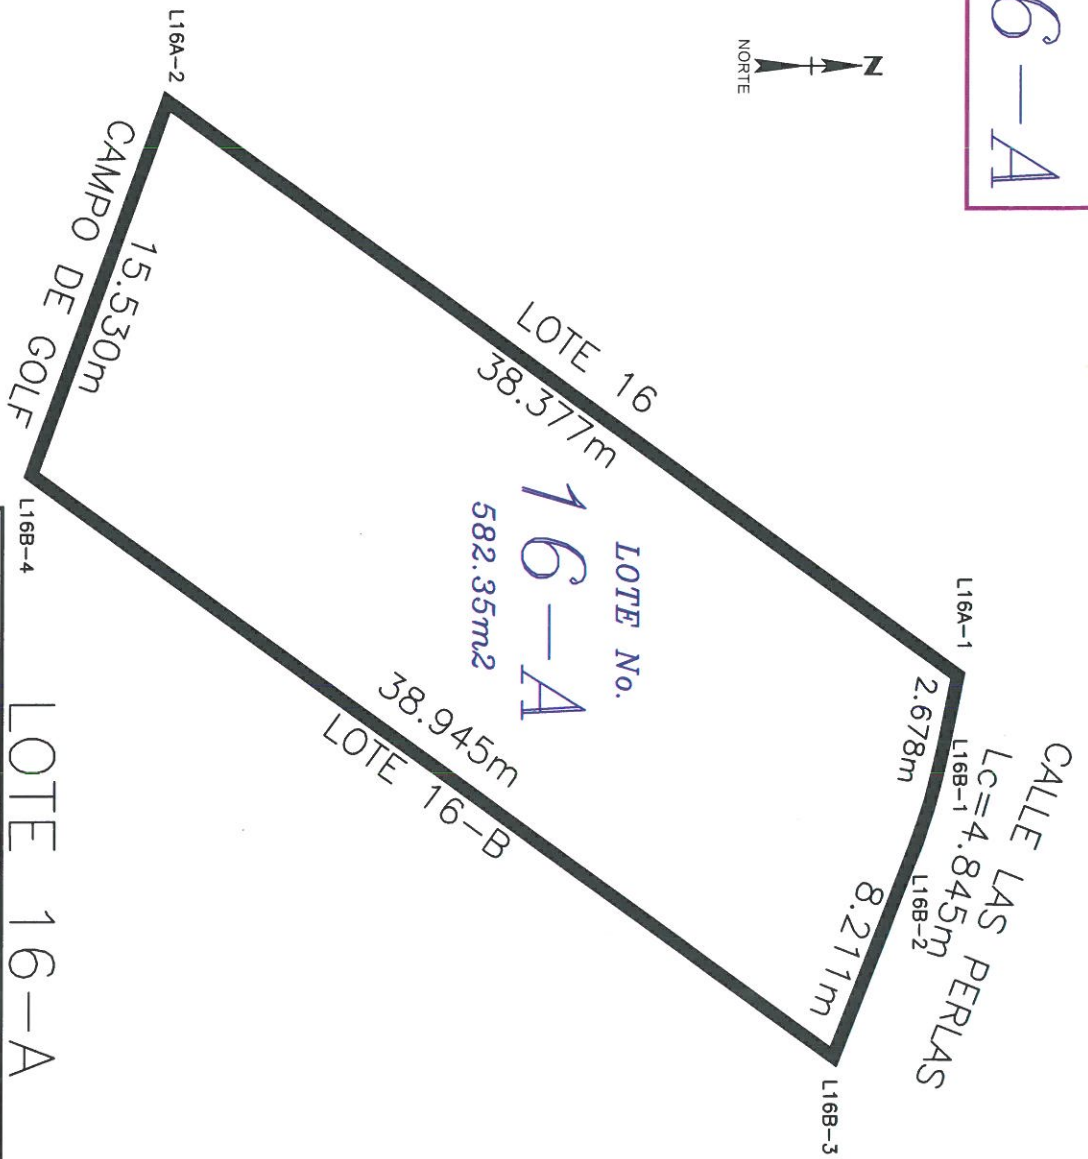 6-A
N
NORTE
L16A-2
L16A-1
CALLE LAS PERLAS
Lc=4.845m
L16B-1
2.678m
L16B-2
8.211m
L16B-3
LOTE 16
38.377m
LOTE No.
16-A
582.35m2
38.945m
LOTE 16-B
15.530m
CAMPO DE GOLF
L16B-4
LOTE 16-A